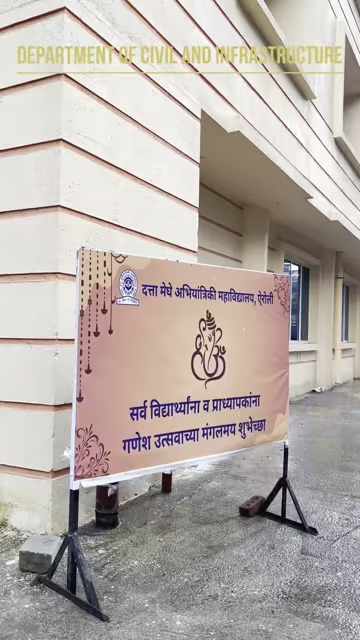 DEPARTMENT OF CIVIL AND INFRASTRUCTURE
दत्ता मेघे अभियांत्रिकी महाविद्यालय, ऐरोली
सर्व विद्यार्थ्यांना व प्राध्यापकांना
गणेश उत्सवाच्या मंगलमय शुभेच्छा